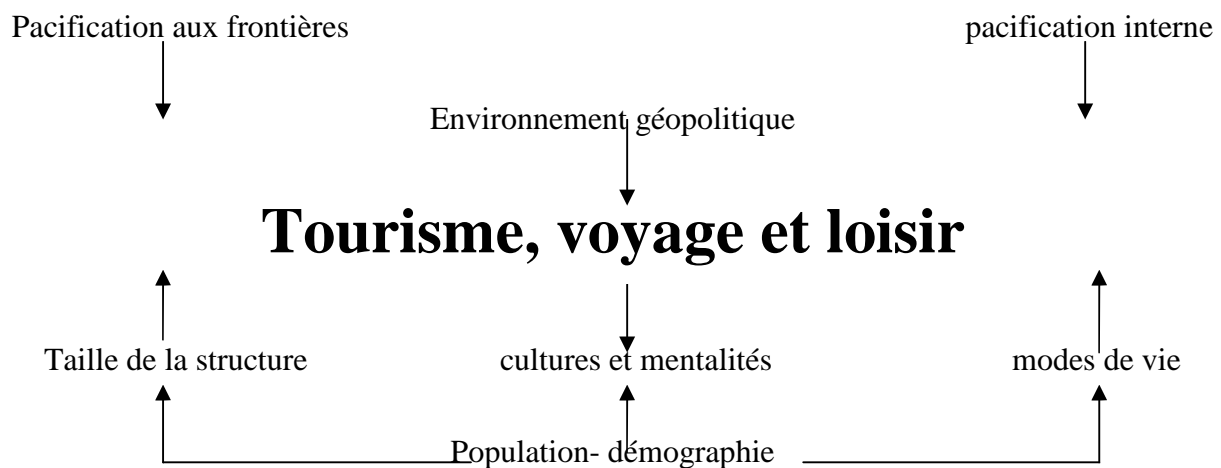 Pacification aux frontières pacification interne
Environnement géopolitique
Tourisme, voyage et loisir
Taille de la structure cultures et mentalités modes de vie
Population- démographie